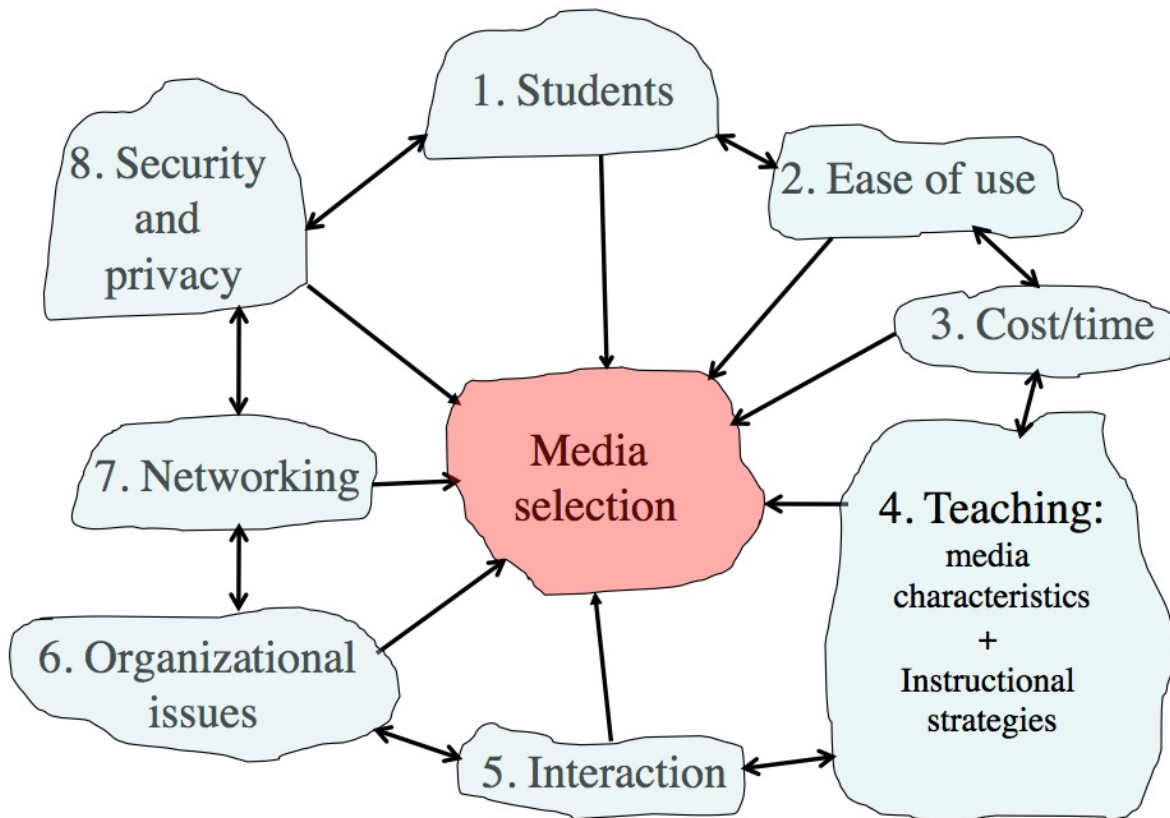 1. Students
2. Ease of use
3. Cost/time
4. Teaching:
media
characteristics
+
Instructional
strategies
5. Interaction
6. Organizational
issues
7. Networking
8. Security
and
privacy
Media
selection